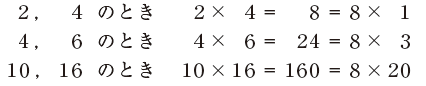 2, 4 のとき 2× 4= 8=8× 1
4, 6 のとき 4× 6= 24=8× 3
10, 16 のとき 10×16=160=8×20